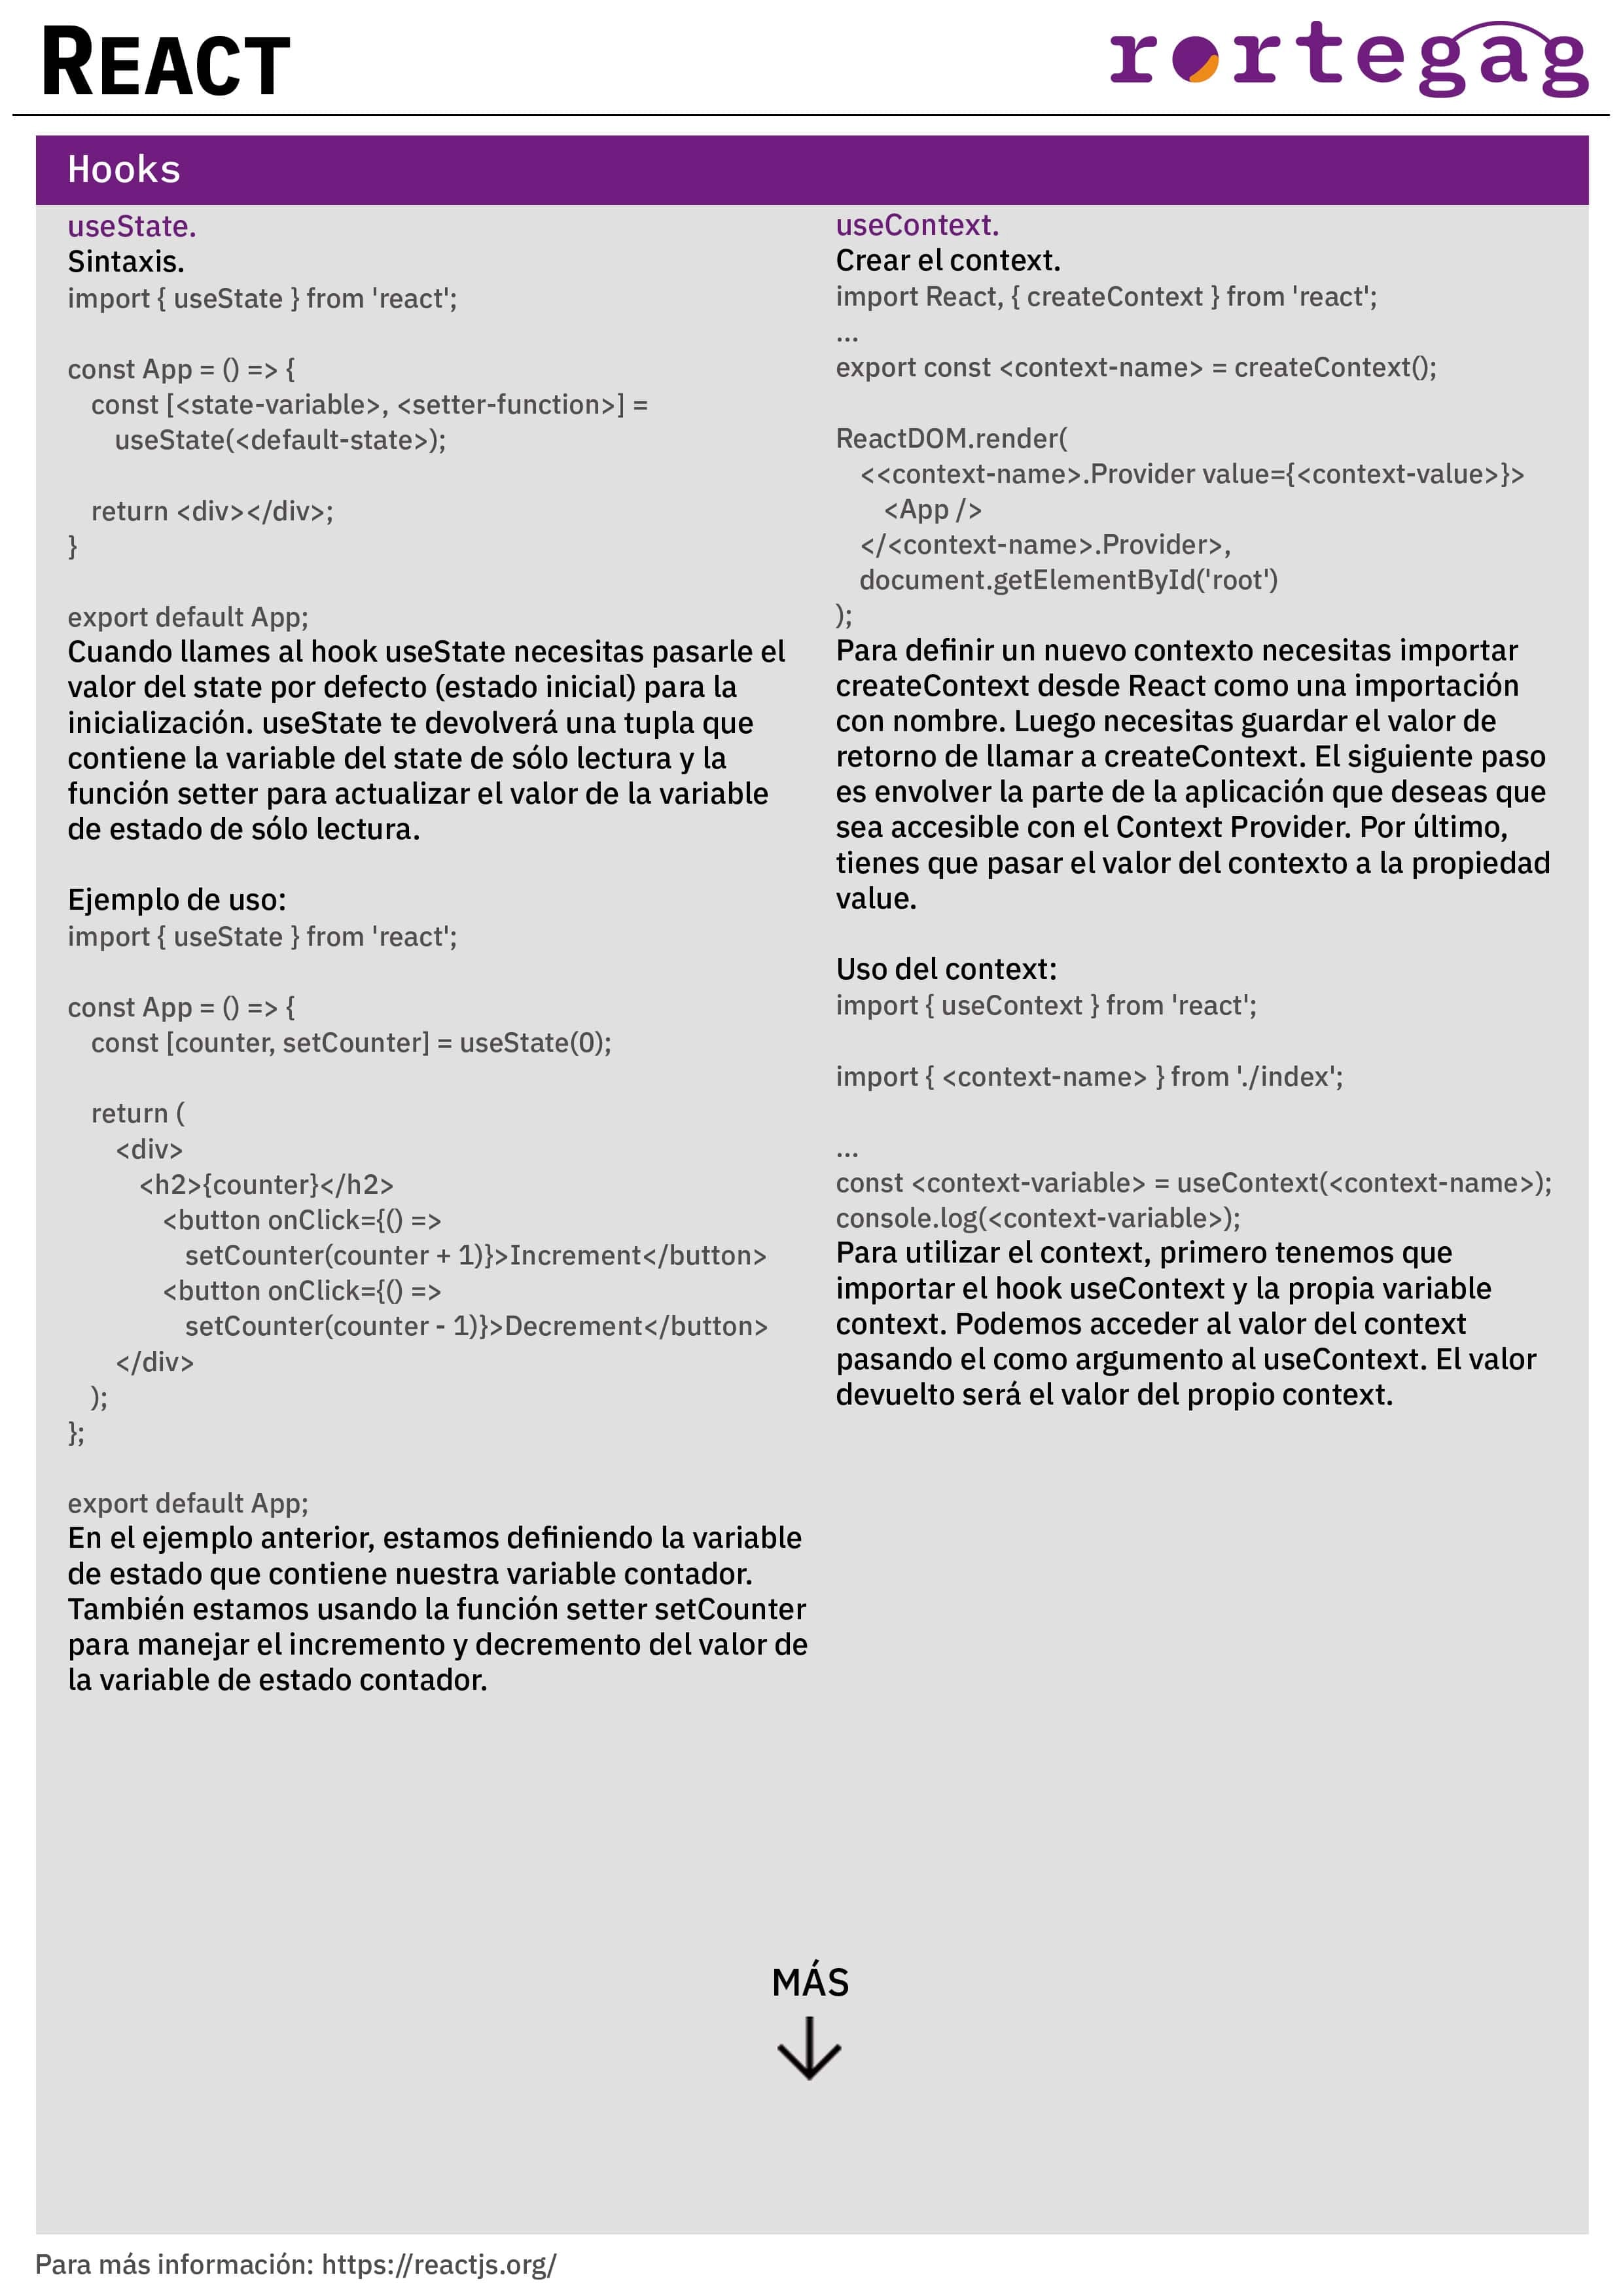 REACT
rortegag
Hooks
useState.
Sintaxis.
import { useState } from 'react';
const App = () => {
const [<state-variable>, <setter-function>] =
useState(<default-state>);
return <div></div>;
}
export default App;
Cuando llames al hook useState necesitas pasarle el
valor del state por defecto (estado inicial) para la
inicialización. useState te devolverá una tupla que
contiene la variable del state de sólo lectura y la
función setter para actualizar el valor de la variable
de estado de sólo lectura.
Ejemplo de uso:
import { useState } from 'react';
const App = () => {
const [counter, setCounter] = useState(0);
return (
<div>
<h2>{counter}</h2>
<button onClick={() =>
setCounter(counter + 1)}>Increment</button>
<button onClick={() =>
setCounter(counter - 1)}>Decrement</button>
</div>
);
};
export default App;
En el ejemplo anterior, estamos definiendo la variable
de estado que contiene nuestra variable contador.
También estamos usando la función setter setCounter
para manejar el incremento y decremento del valor de
la variable de estado contador.
useContext.
Crear el context.
import React, { createContext } from 'react';
...
export const <context-name> = createContext();
ReactDOM.render(
<<context-name>.Provider value={<context-value>}>
<App />
</<context-name>.Provider>,
document.getElementById('root')
);
Para definir un nuevo contexto necesitas importar
createContext desde React como una importación
con nombre. Luego necesitas guardar el valor de
retorno de llamar a createContext. El siguiente paso
es envolver la parte de la aplicación que deseas que
sea accesible con el Context Provider. Por último,
tienes que pasar el valor del contexto a la propiedad
value.
Uso del context:
import { useContext } from 'react';
import { <context-name> } from './index';
...
const <context-variable> = useContext(<context-name>);
console.log(<context-variable>);
Para utilizar el context, primero tenemos que
importar el hook useContext y la propia variable
context. Podemos acceder al valor del context
pasando el como argumento al useContext. El valor
devuelto será el valor del propio context.
MÁS
Para más información: https://reactjs.org/